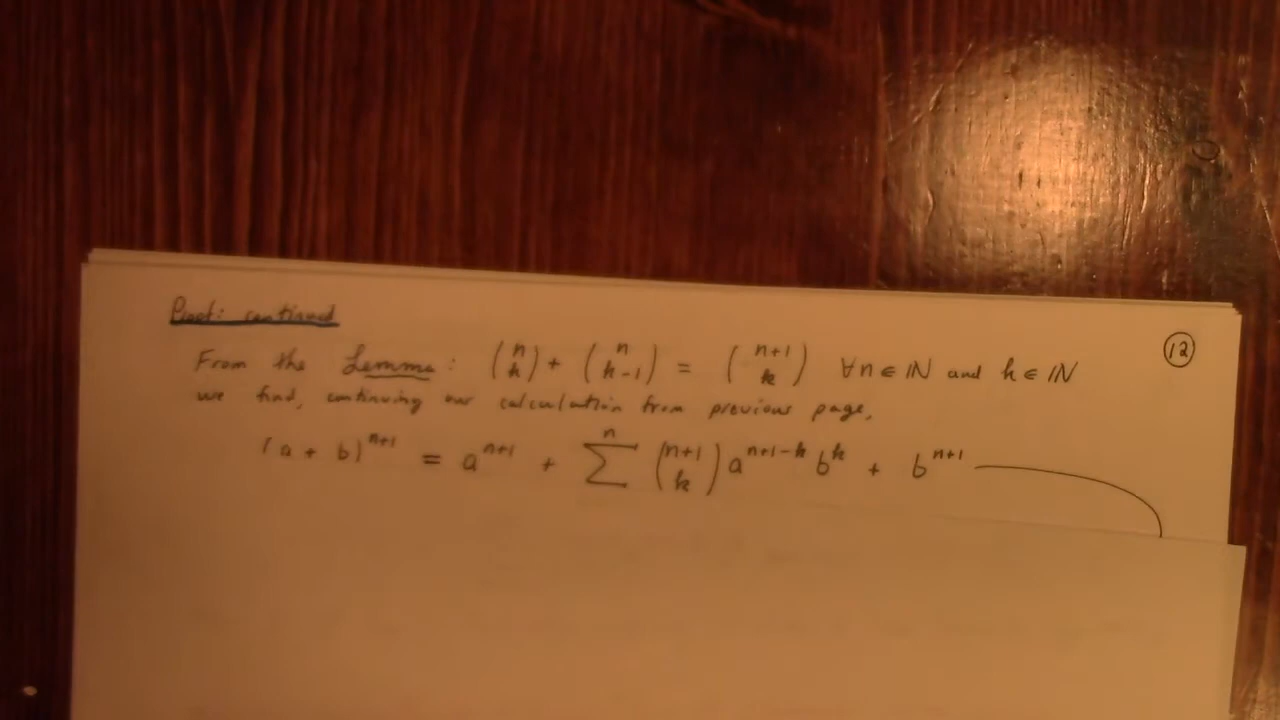 Proof: continued
12
From the Lemma: (n k) + (n k-1) = (n+1 k) ∀n ∈ ℕ and k ∈ ℕ
we find, continuing our calculation from previous page,
(a + b)^{n+1} = a^{n+1} + ∑^n (n+1 k) a^{n+1-k} b^k + b^{n+1}